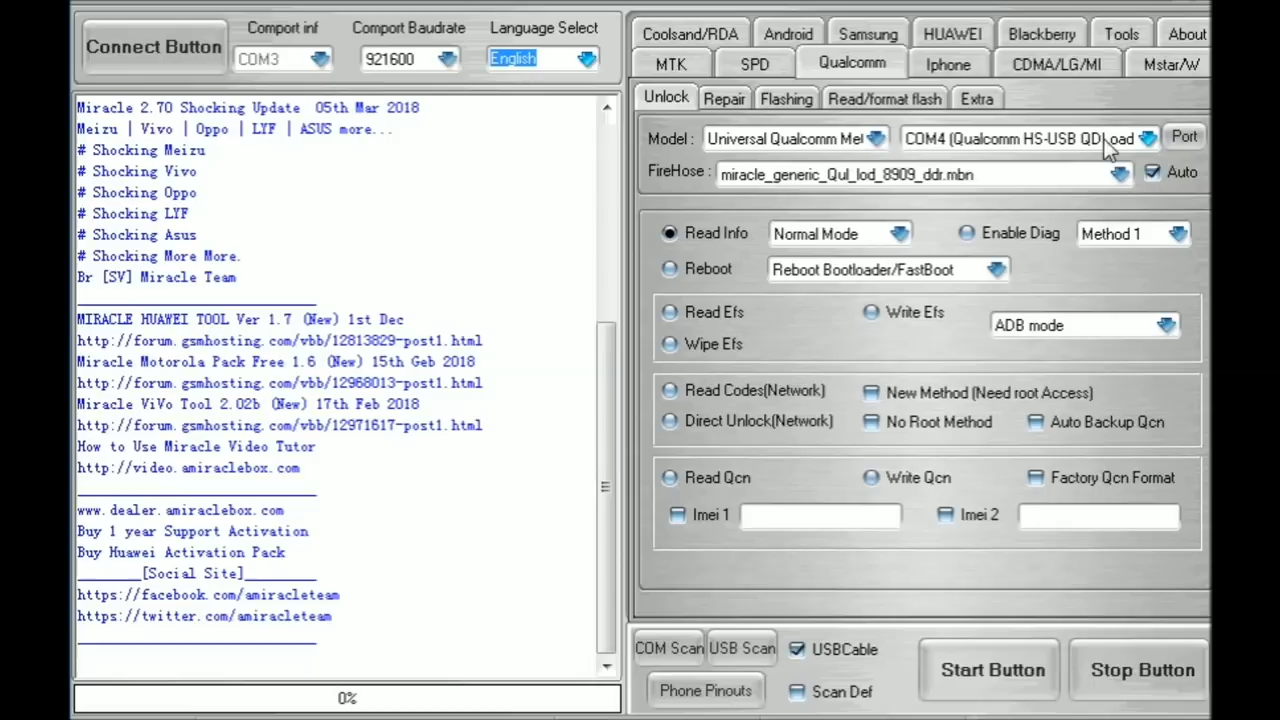 Connect Button
Comport inf
COM3
Comport Baudrate
921600
Language Select
English
Miracle 2.70 Shocking Update 05th Mar 2018
Meizu | Vivo | Oppo | LYF | ASUS more...
# Shocking Meizu
# Shocking Vivo
# Shocking Oppo
# Shocking LYF
# Shocking Asus
# Shocking More More.
Br [SV] Miracle Team
MIRACLE HUAWEI TOOL Ver 1.7 (New) 1st Dec
http://forum.gsmhosting.com/vbb/12813829-post1.html
Miracle Motorola Pack Free 1.6 (New) 15th Geb 2018
http://forum.gsmhosting.com/vbb/12968013-post1.html
Miracle ViVo Tool 2.02b (New) 17th Feb 2018
http://forum.gsmhosting.com/vbb/12971617-post1.html
How to Use Miracle Video Tutor
http://video.amiraclebox.com
www.dealer.amiraclebox.com
Buy 1 year Support Activation
Buy Huawei Activation Pack
_______[Social Site]________
https://facebook.com/amiracleteam
https://twitter.com/amiracleteam
0%
Coolsand/RDA Android Samsung HUAWEI Blackberry Tools About
MTK SPD Qualcomm Iphone CDMA/LG/MI Mstar/W
Unlock Repair Flashing Read/format flash Extra
Model : Universal Qualcomm Met COM4 (Qualcomm HS-USB Port
FireHose : miracle_generic_Qul_lod_8909_ddr.mbn Auto
Read Info Normal Mode Enable Diag Method 1
Reboot Reboot Bootloader/FastBoot
Read Efs Write Efs ADB mode
Wipe Efs
Read Codes(Network) New Method (Need root Access)
Direct Unlock(Network) No Root Method Auto Backup Qcn
Read Qcn Write Qcn Factory Qcn Format
Imei 1 Imei 2
COM Scan USB Scan USBCable
Start Button Stop Button
Phone Pinouts Scan Def